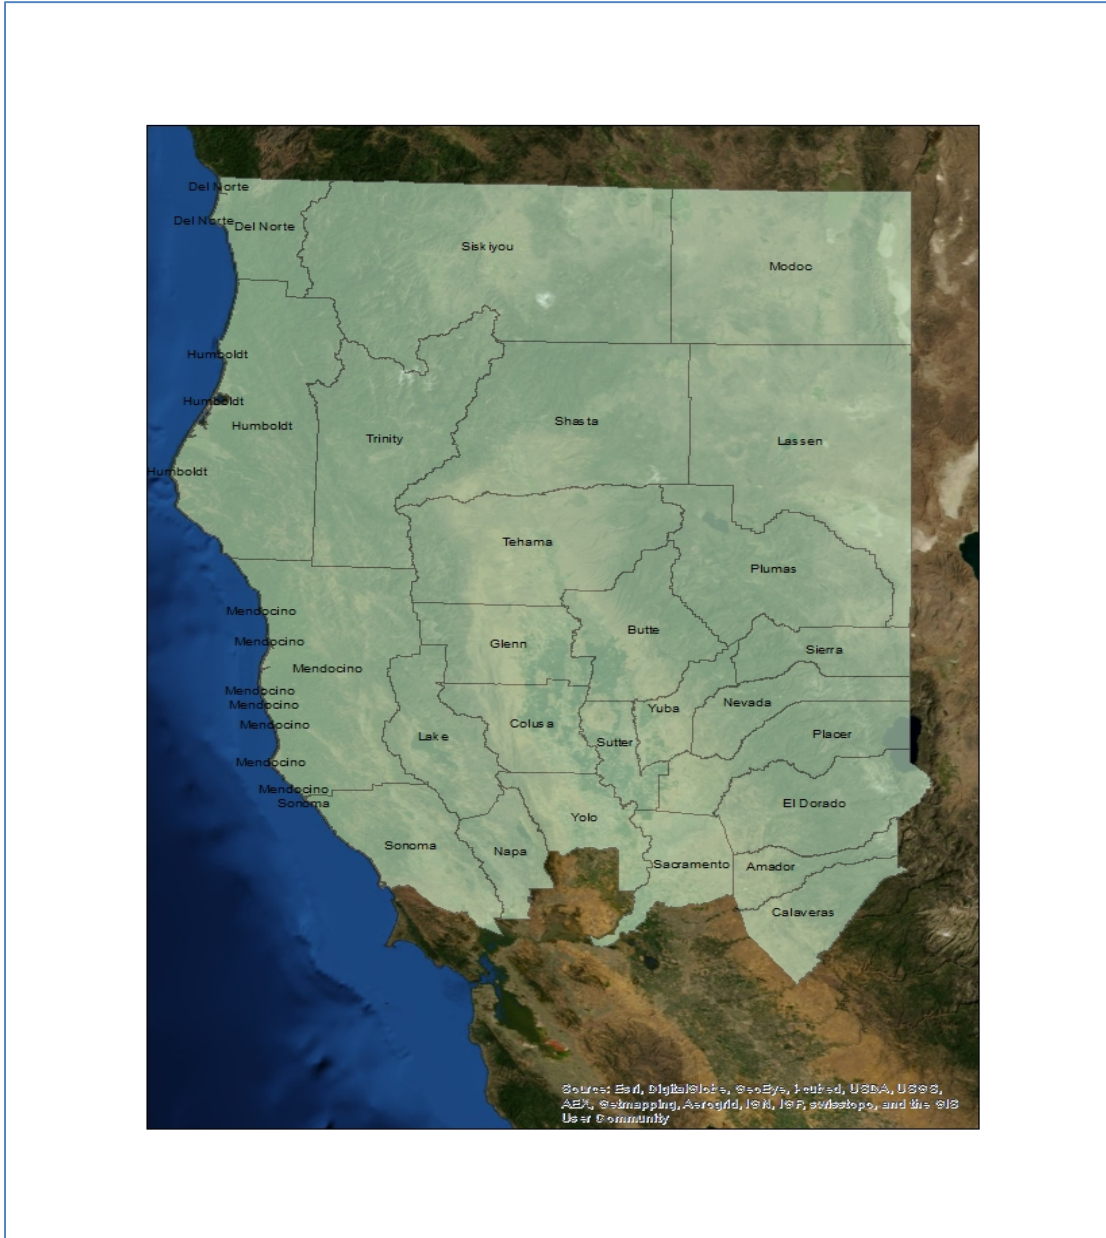 Del Norte
Del Norte
Del Norte
Siskiyou
Modoc
Humboldt
Humboldt
Humboldt
Humboldt
Trinity
Shasta
Lassen
Tehama
Plumas
Mendocino
Mendocino
Mendocino
Mendocino
Mendocino
Mendocino
Mendocino
Mendocino
Glenn
Butte
Sierra
Lake
Colusa
Sutter
Yuba
Nevada
Placer
Sonoma
Sonoma
Napa
Yolo
El Dorado
Sacramento
Amador
Calaveras
Source: Esri, DigitalGlobe, GeoEye, i-cubed, USDA, USGS,
AEX, Getmapping, Aerogrid, IGN, IGP, swisstopo, and the GIS
User Community